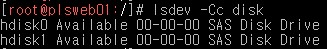 [root@plsweb01:/]# lsdev -Cc disk
hdisk0 Available 00-00-00 SAS Disk Drive
hdisk1 Available 00-00-00 SAS Disk Drive